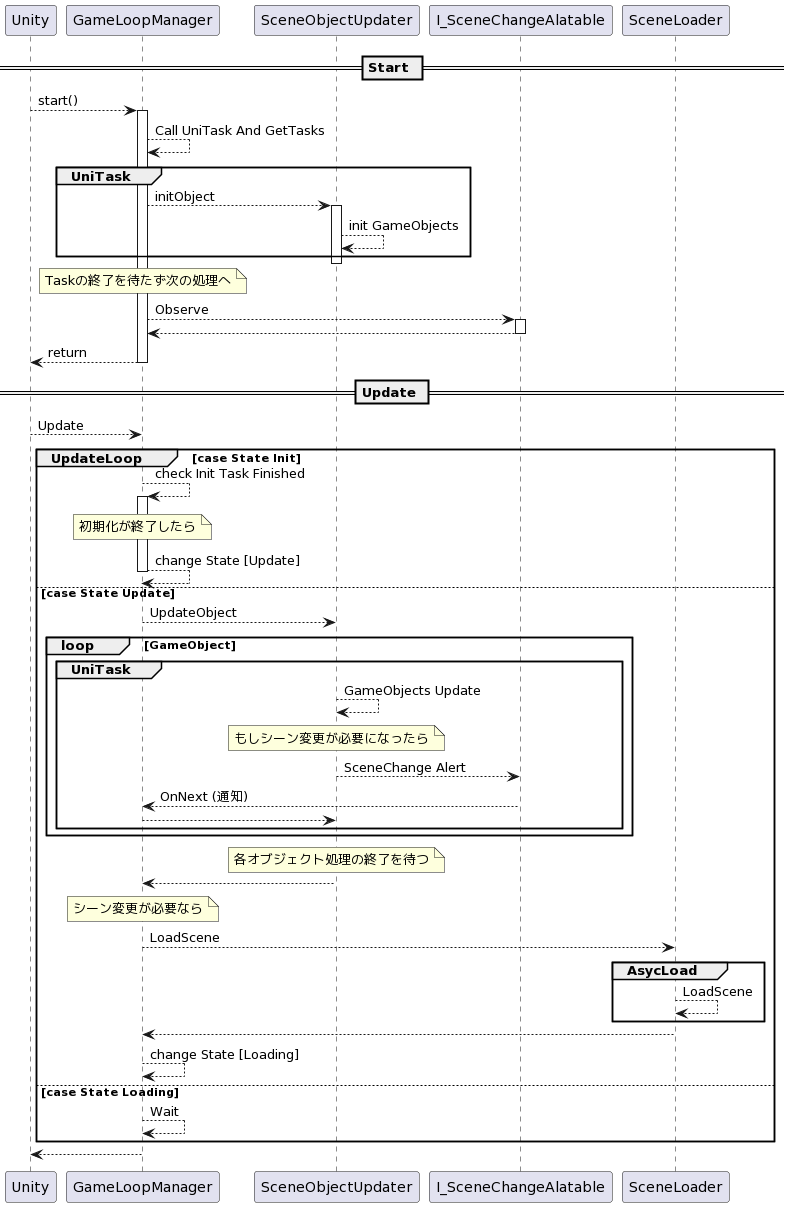 Unity
GameLoopManager
SceneObjectUpdater
I_SceneChangeAlatable
SceneLoader
Start
start()
Call UniTask And GetTasks
UniTask
initObject
init GameObjects
Taskの終了を待たず次の処理へ
Observe
return
Update
Update
UpdateLoop
[case State Init]
check Init Task Finished
初期化が終了したら
change State [Update]
[case State Update]
UpdateObject
loop
[GameObject]
UniTask
GameObjects Update
もしシーン変更が必要になったら
SceneChange Alert
OnNext (通知)
各オブジェクト処理の終了を待つ
シーン変更が必要なら
LoadScene
AsycLoad
LoadScene
change State [Loading]
[case State Loading]
Wait
Unity
GameLoopManager
SceneObjectUpdater
I_SceneChangeAlatable
SceneLoader